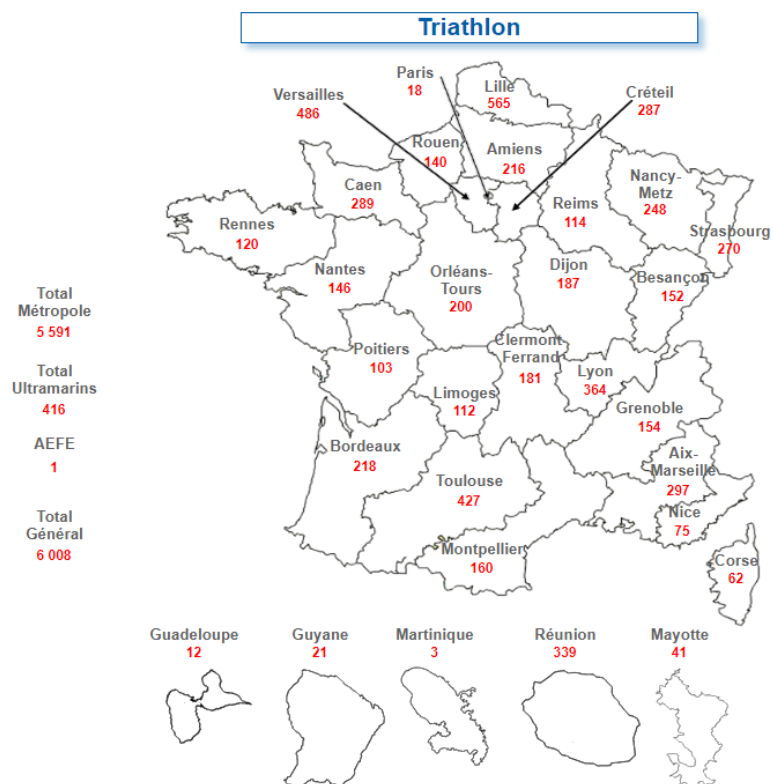 Triathlon
Paris
18
Lille
565
Versailles
486
Créteil
287
Rouen
140
Amiens
216
Caen
289
Reims
114
Nancy-
Metz
248
Strasbourg
270
Rennes
120
Nantes
146
Orléans-
Tours
200
Dijon
187
Besançon
152
Total
Métropole
5 591
Poitiers
103
Clermont
Ferrand
181
Lyon
364
Total
Ultramarins
416
Limoges
112
Grenoble
154
AEFE
1
Bordeaux
218
Toulouse
427
Aix-
Marseille
297
Nice
75
Total
Général
6 008
Montpellier
160
Corse
62
Guadeloupe
12
Guyane
21
Martinique
3
Réunion
339
Mayotte
41